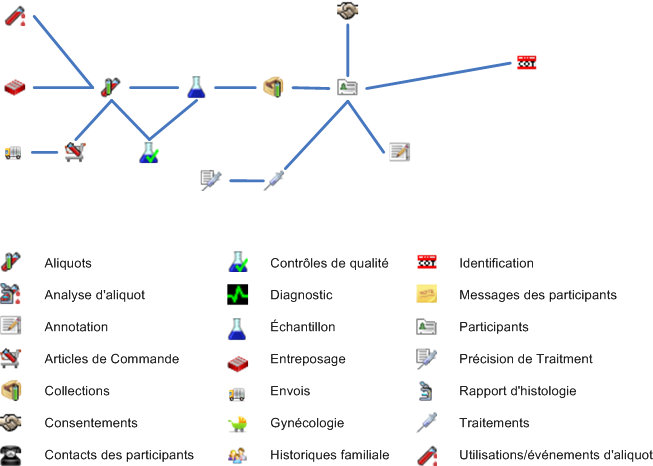 Aliquots
Contrôles de qualité
Identification
Analyse d'aliquot
Diagnostic
Messages des participants
Annotation
Échantillon
Participants
Articles de Commande
Entreposage
Précision de Traitment
Collections
Envois
Rapport d'histologie
Consentements
Gynécologie
Traitements
Contacts des participants
Historiques familiale
Utilisations/événements d'aliquot